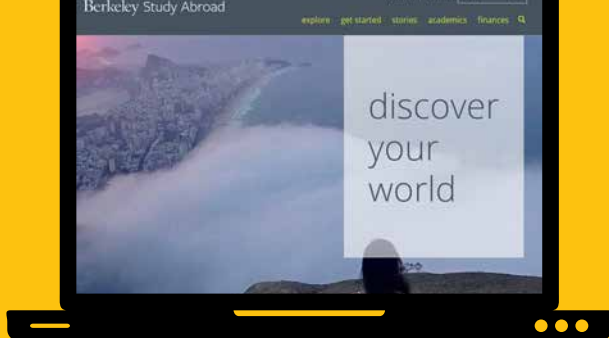 Berkeley Study Abroad
explore get started stories academics finances
discover
your
world